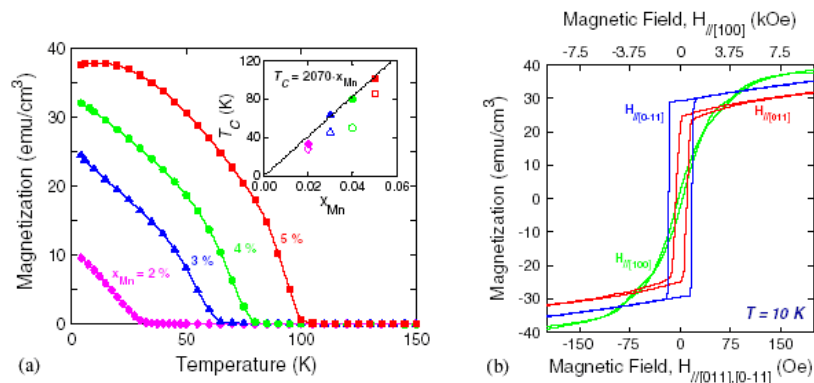 (a)
Magnetization (emu/cm³)
40
30
20
10
0
0
50
100
150
Temperature (K)
x_Mn = 2 %
3 %
4 %
5 %
T_C = 2070·x_Mn
T_C (K)
120
80
40
0
0.00
0.02
0.04
0.06
x_Mn
(b)
Magnetic Field, H_//[100] (kOe)
-7.5 -3.75 0 3.75 7.5
Magnetization (emu/cm³)
40
30
20
10
0
-10
-20
-30
-40
H_//[0-11]
H_//[011]
H_//[100]
T = 10 K
-150 -75 0 75 150
Magnetic Field, H_//[011],[0-11] (Oe)